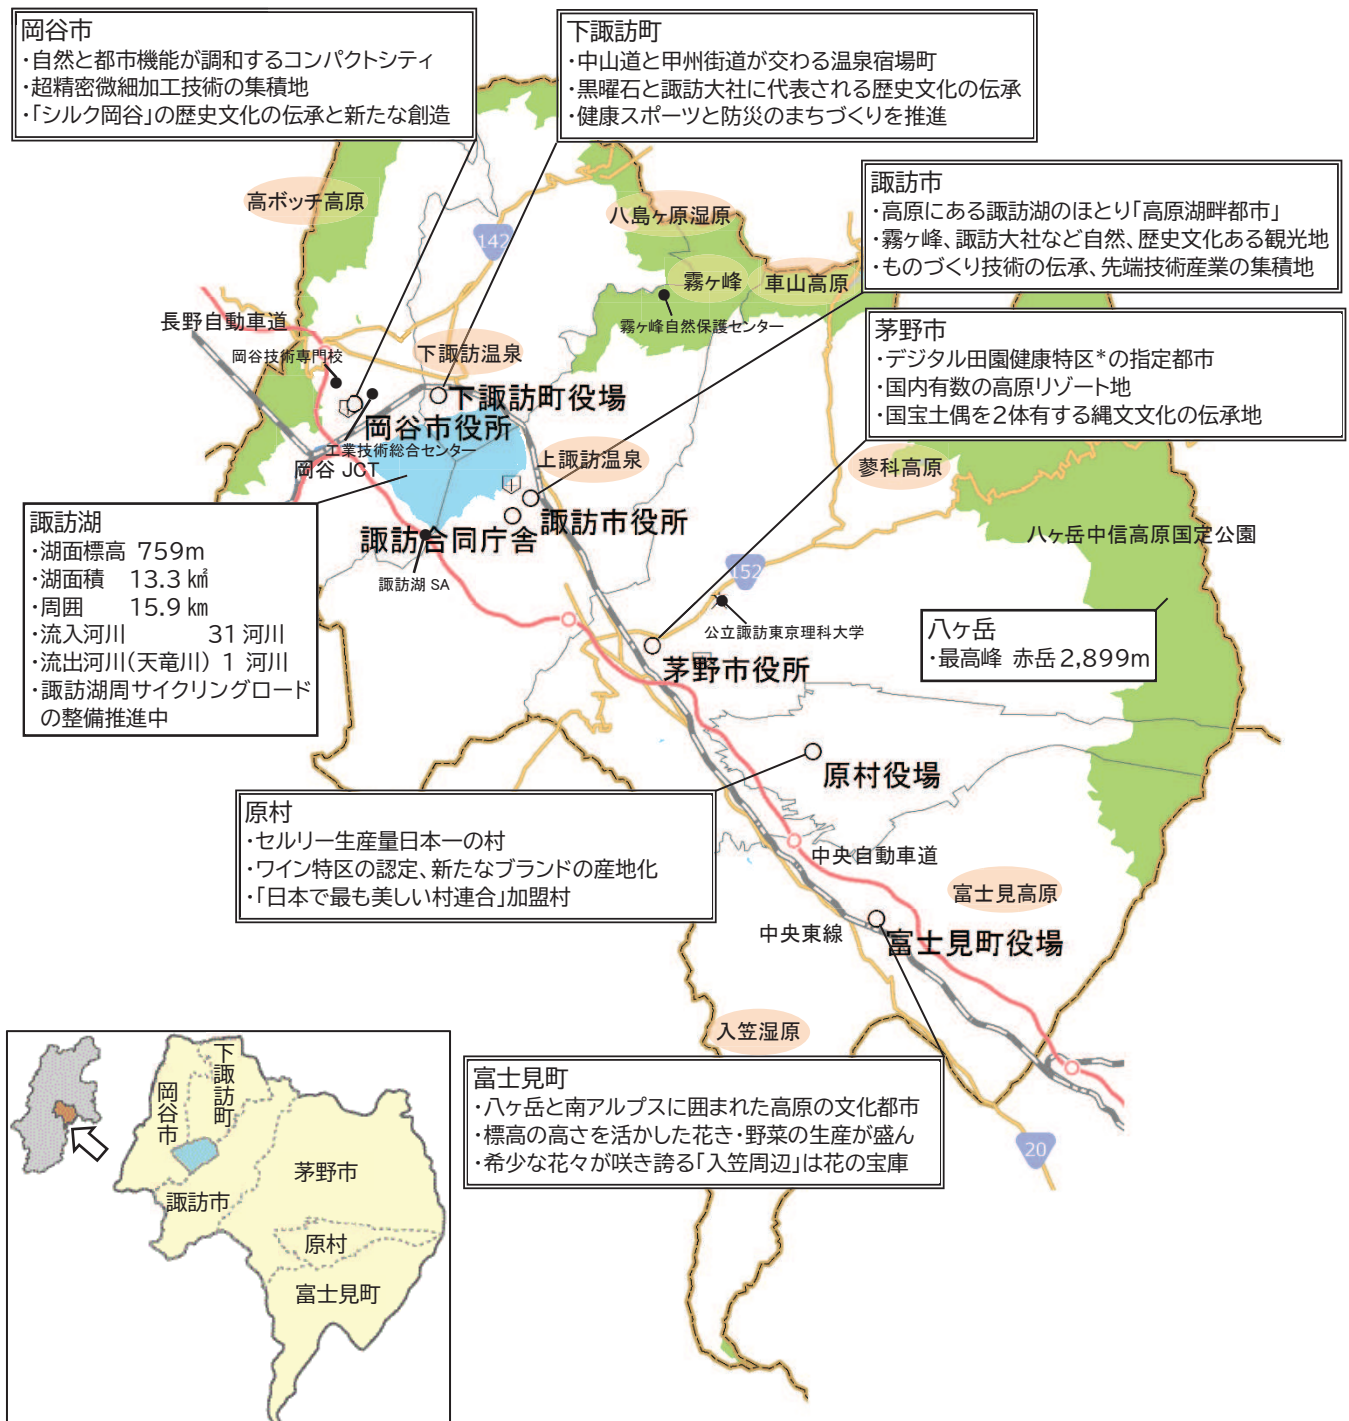 岡谷市
・自然と都市機能が調和するコンパクトシティ
・超精密微細加工技術の集積地
・「シルク岡谷」の歴史文化の伝承と新たな創造
下諏訪町
・中山道と甲州街道が交わる温泉宿場町
・黒曜石と諏訪大社に代表される歴史文化の伝承
・健康スポーツと防災のまちづくりを推進
諏訪市
・高原にある諏訪湖のほとり「高原湖畔都市」
・霧ヶ峰、諏訪大社など自然、歴史文化ある観光地
・ものづくり技術の伝承、先端技術産業の集積地
茅野市
・デジタル田園健康特区*の指定都市
・国内有数の高原リゾート地
・国宝土偶を2体有する縄文文化の伝承地
高ボッチ高原
142
八島ヶ原湿原
霧ヶ峰
車山高原
霧ヶ峰自然保護センター
長野自動車道
岡谷技術専門校
下諏訪温泉
下諏訪町役場
岡谷市役所
工業技術総合センター
岡谷 JCT
上諏訪温泉
蓼科高原
諏訪市役所
諏訪合同庁舎
諏訪湖 SA
八ヶ岳中信高原国定公園
152
公立諏訪東京理科大学
茅野市役所
諏訪湖
・湖面標高 759m
・湖面積 13.3 ㎢
・周囲 15.9 ㎞
・流入河川 31 河川
・流出河川(天竜川) 1 河川
・諏訪湖周サイクリングロード
の整備推進中
八ヶ岳
・最高峰 赤岳 2,899m
原村役場
原村
・セルリー生産量日本一の村
・ワイン特区の認定、新たなブランドの産地化
・「日本で最も美しい村連合」加盟村
中央自動車道
富士見高原
中央東線
富士見町役場
入笠湿原
富士見町
・八ヶ岳と南アルプスに囲まれた高原の文化都市
・標高の高さを活かした花き・野菜の生産が盛ん
・希少な花々が咲き誇る「入笠周辺」は花の宝庫
20
下諏訪町
岡谷市
茅野市
諏訪市
原村
富士見町